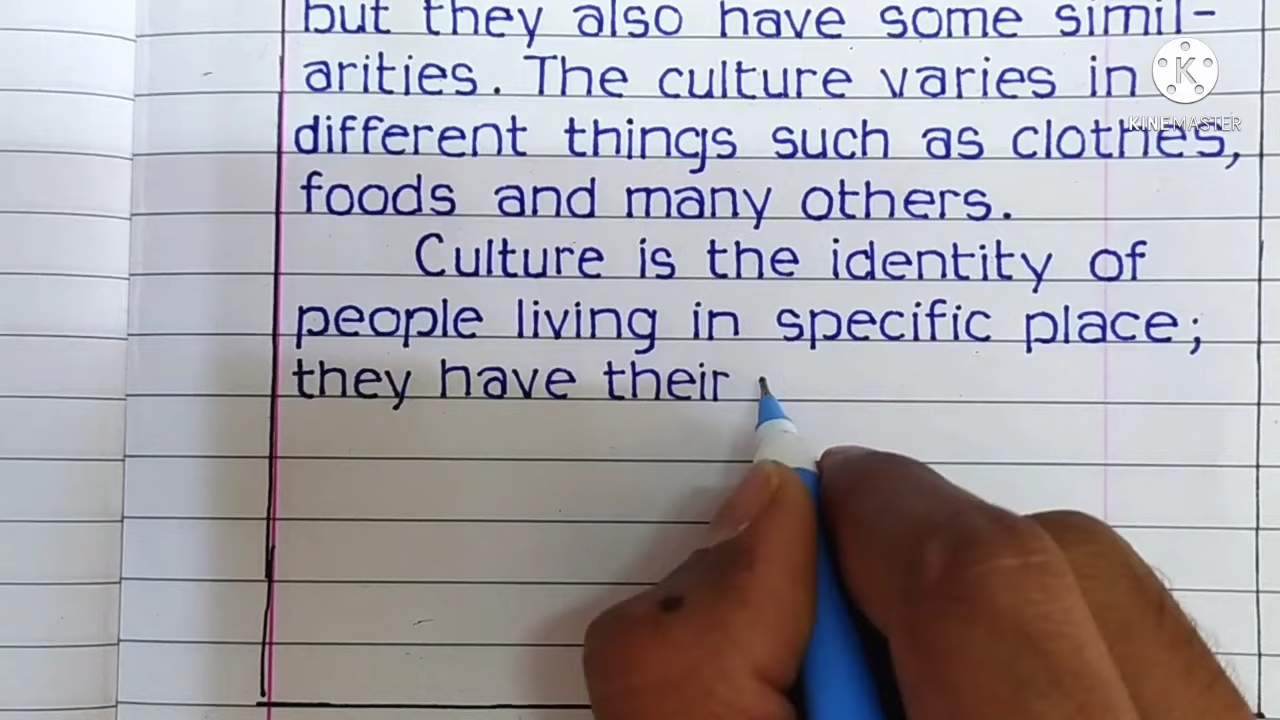 but they also have some simil-
arities. The culture varies in
K
KINEMASTER
different things such as clothes,
foods and many others.
Culture is the identity of
people living in specific place;
they have their